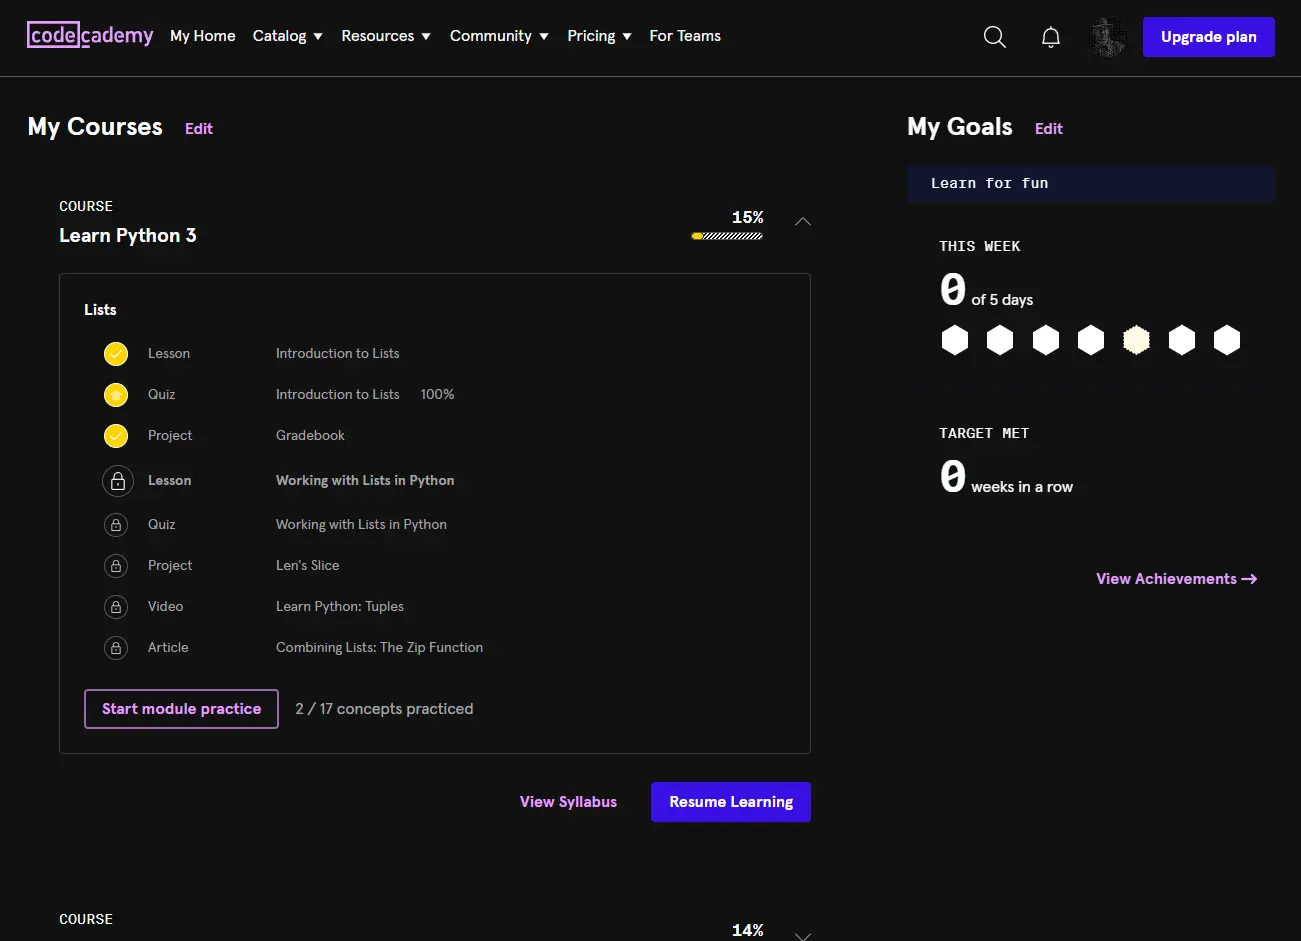 codecademy My Home Catalog Resources Community Pricing For Teams Upgrade plan
My Courses Edit
COURSE
Learn Python 3
15%
Lists
Lesson Introduction to Lists
Quiz Introduction to Lists 100%
Project Gradebook
Lesson Working with Lists in Python
Quiz Working with Lists in Python
Project Len's Slice
Video Learn Python: Tuples
Article Combining Lists: The Zip Function
Start module practice 2 / 17 concepts practiced
View Syllabus Resume Learning
COURSE
14%
My Goals Edit
Learn for fun
THIS WEEK
0 of 5 days
TARGET MET
0 weeks in a row
View Achievements